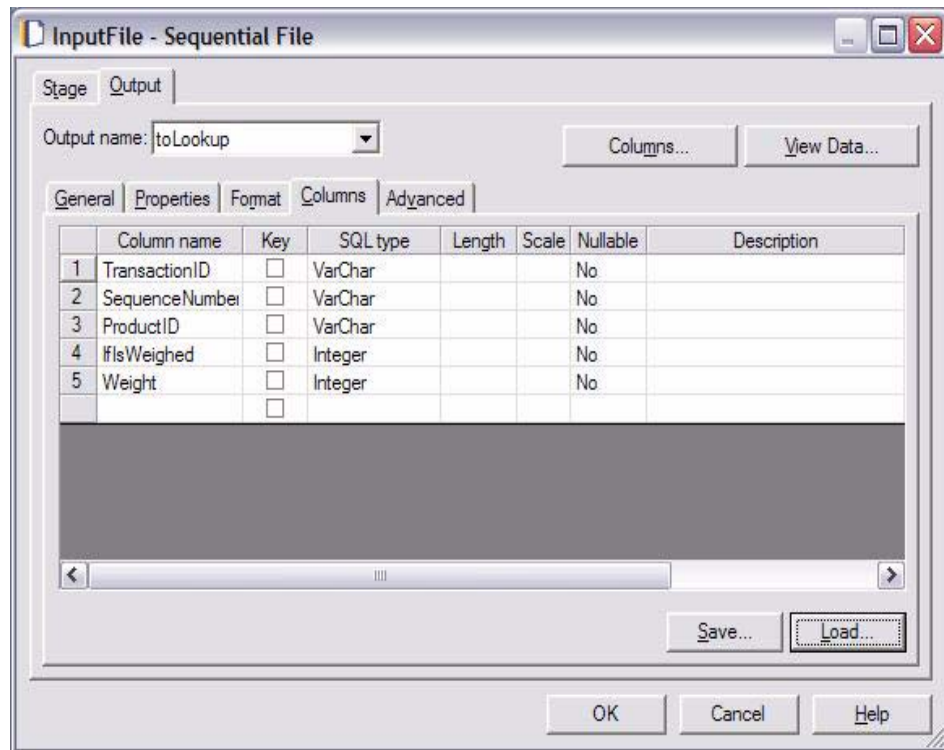 InputFile - Sequential File
Stage Output
Output name: toLookup Columns... View Data...
General Properties Format Columns Advanced
Column name Key SQL type Length Scale Nullable Description
1 TransactionID VarChar No
2 SequenceNumber VarChar No
3 ProductID VarChar No
4 IfIsWeighed Integer No
5 Weight Integer No
Save... Load...
OK Cancel Help